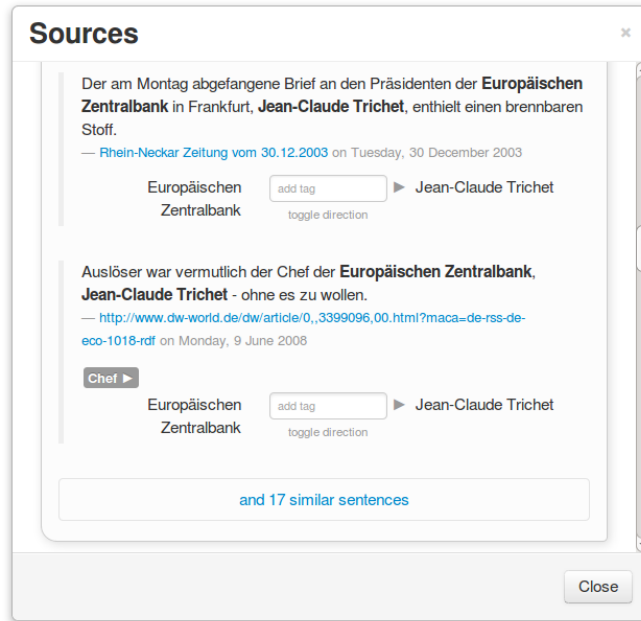 Sources
×
Der am Montag abgefangene Brief an den Präsidenten der Europäischen
Zentralbank in Frankfurt, Jean-Claude Trichet, enthielt einen brennbaren
Stoff.
— Rhein-Neckar Zeitung vom 30.12.2003 on Tuesday, 30 December 2003
Europäischen add tag ► Jean-Claude Trichet
Zentralbank toggle direction
Auslöser war vermutlich der Chef der Europäischen Zentralbank,
Jean-Claude Trichet - ohne es zu wollen.
— http://www.dw-world.de/dw/article/0,,3399096,00.html?maca=de-rss-de-
eco-1018-rdf on Monday, 9 June 2008
Chef ►
Europäischen add tag ► Jean-Claude Trichet
Zentralbank toggle direction
and 17 similar sentences
Close